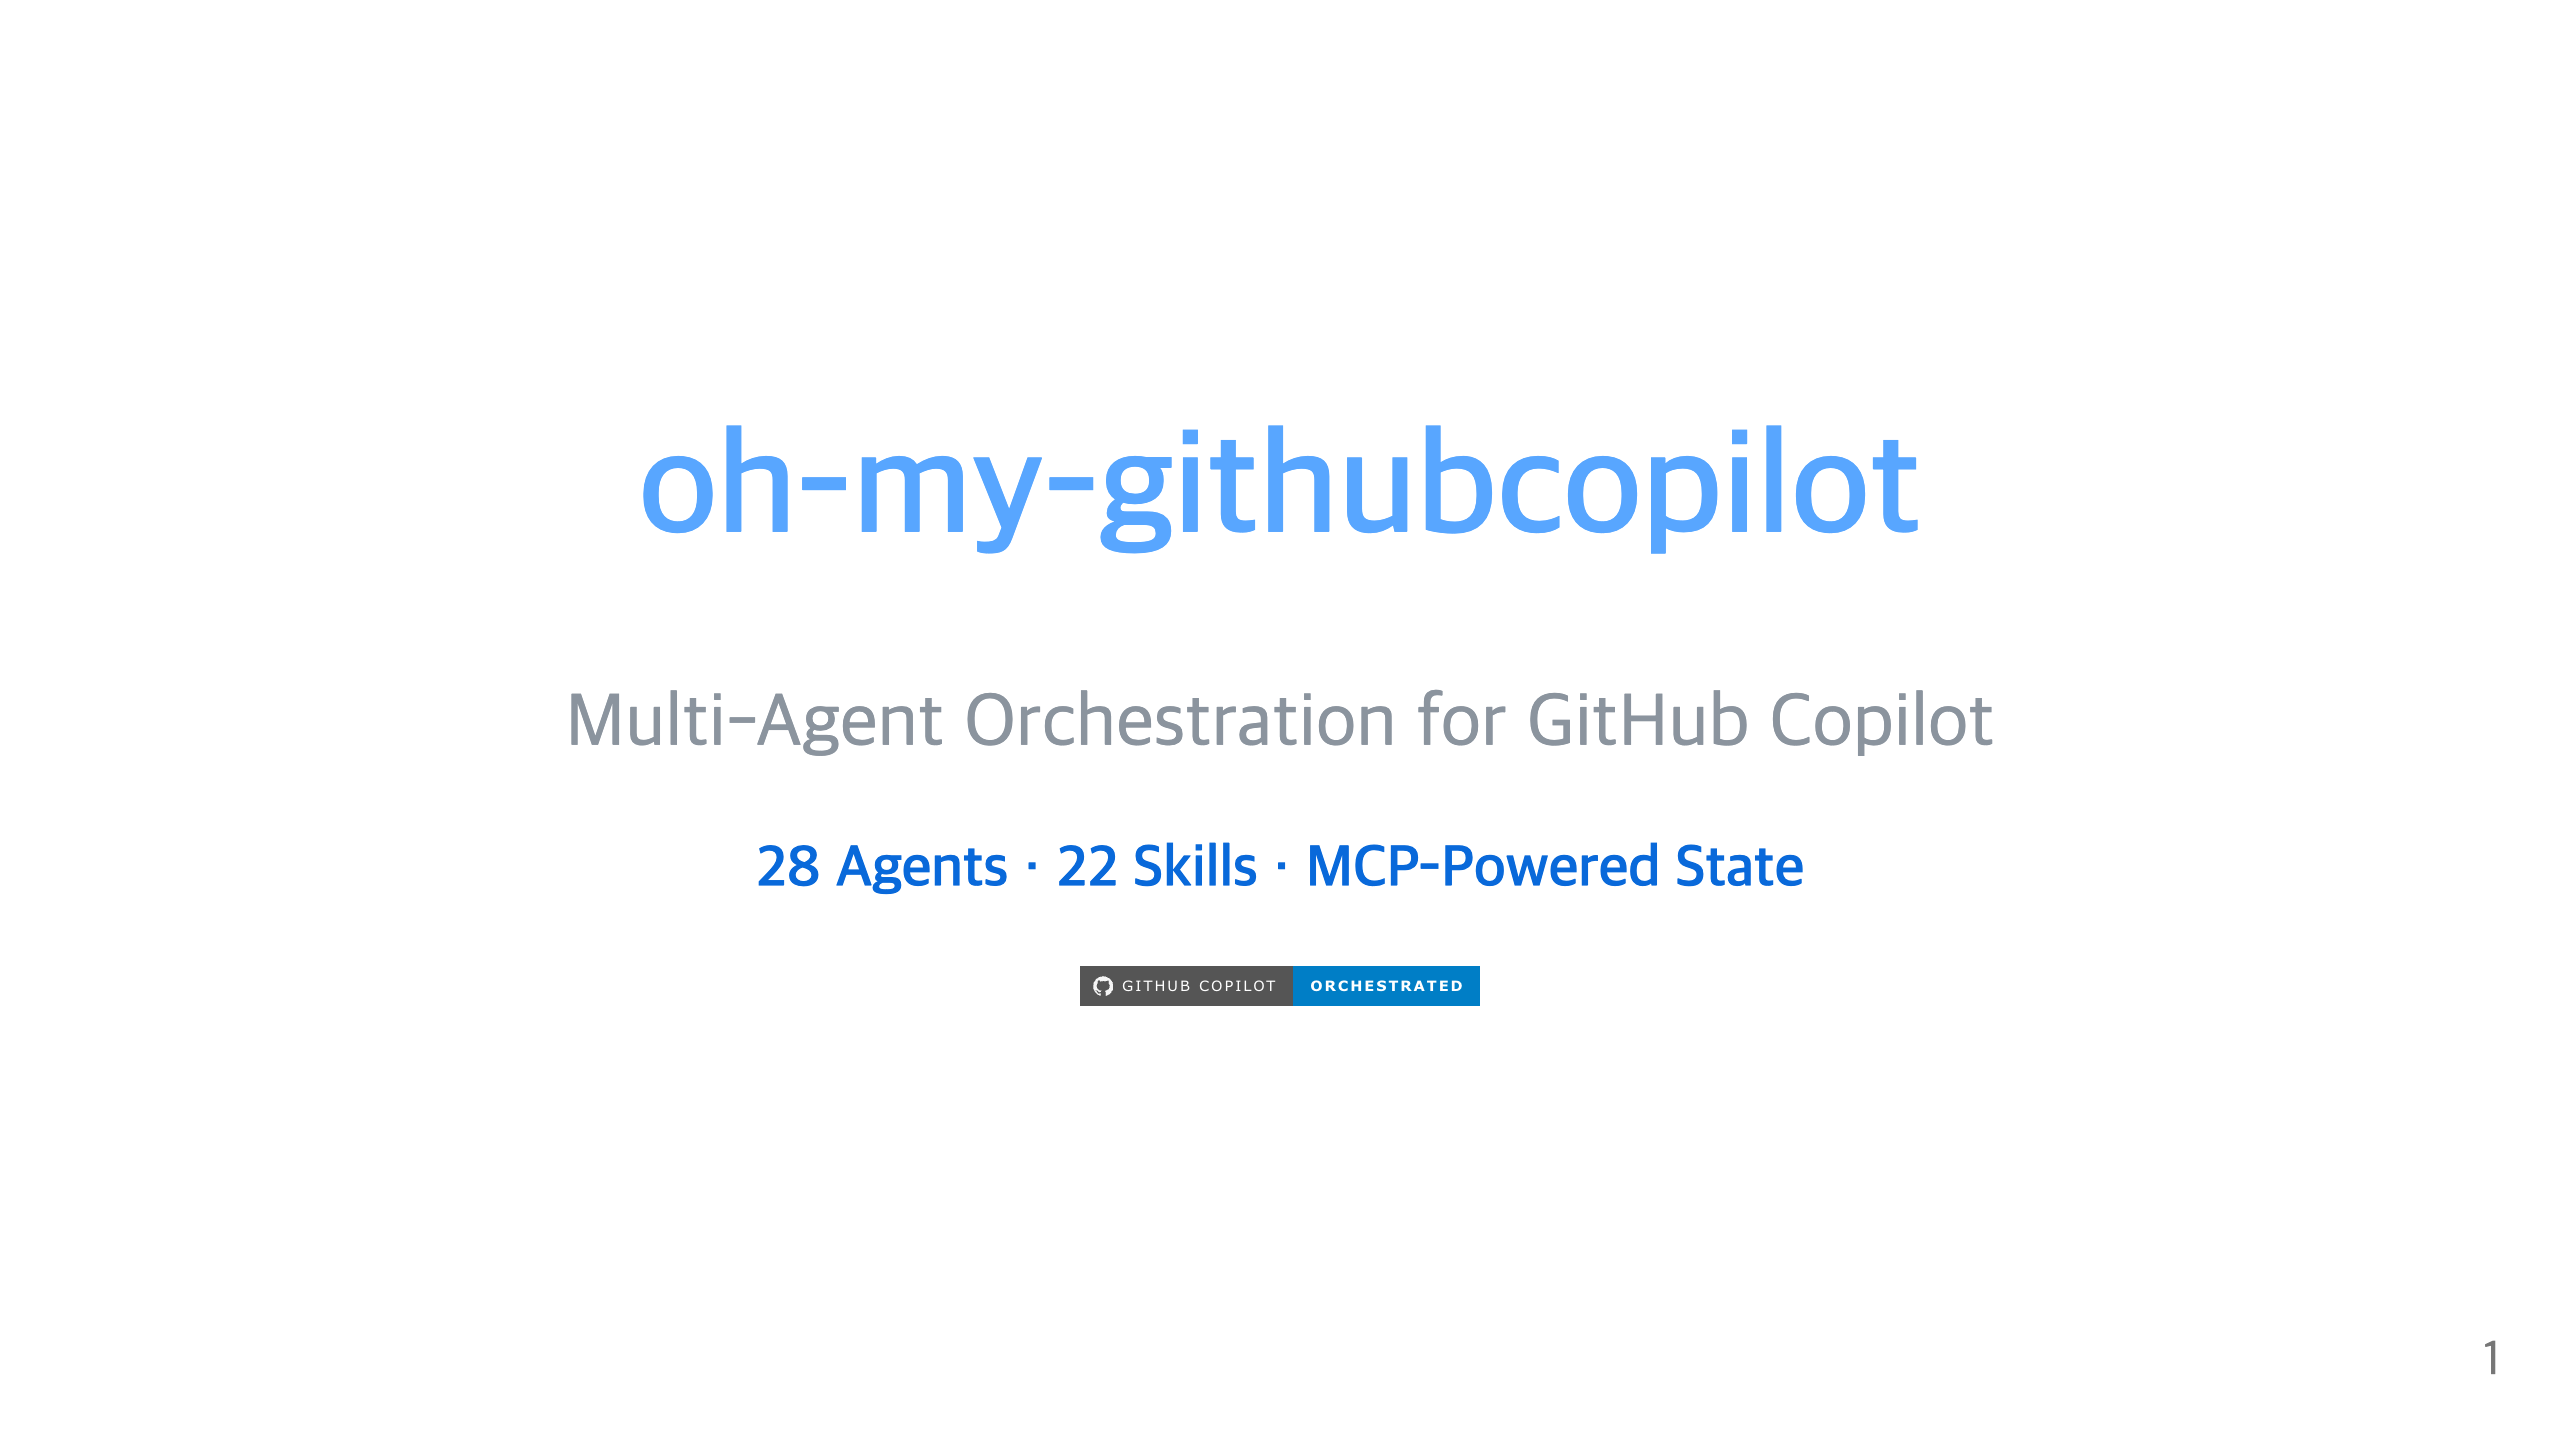 oh-my-githubcopilot
Multi-Agent Orchestration for GitHub Copilot
28 Agents · 22 Skills · MCP-Powered State
GITHUB COPILOT ORCHESTRATED
1